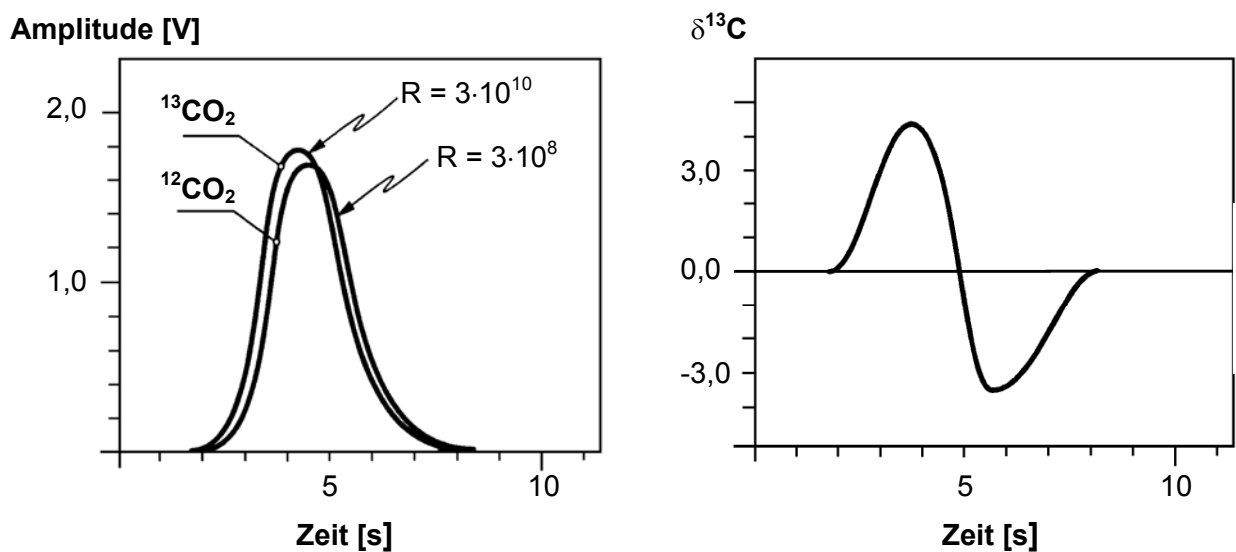 Amplitude [V]
2,0
1,0
¹³CO₂
¹²CO₂
R = 3·10¹⁰
R = 3·10⁸
5
10
Zeit [s]
δ¹³C
3,0
0,0
-3,0
5
10
Zeit [s]